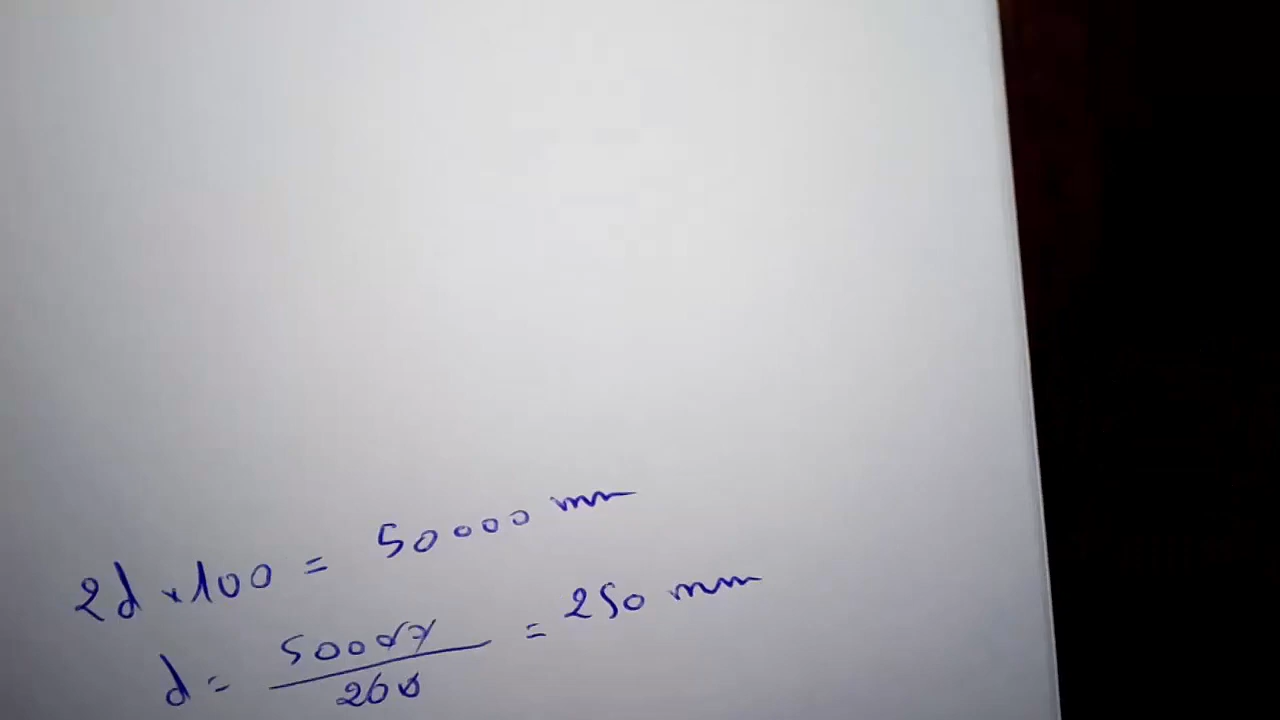 2d × 100 = 50000 mm
d = 50000/200 = 250 mm